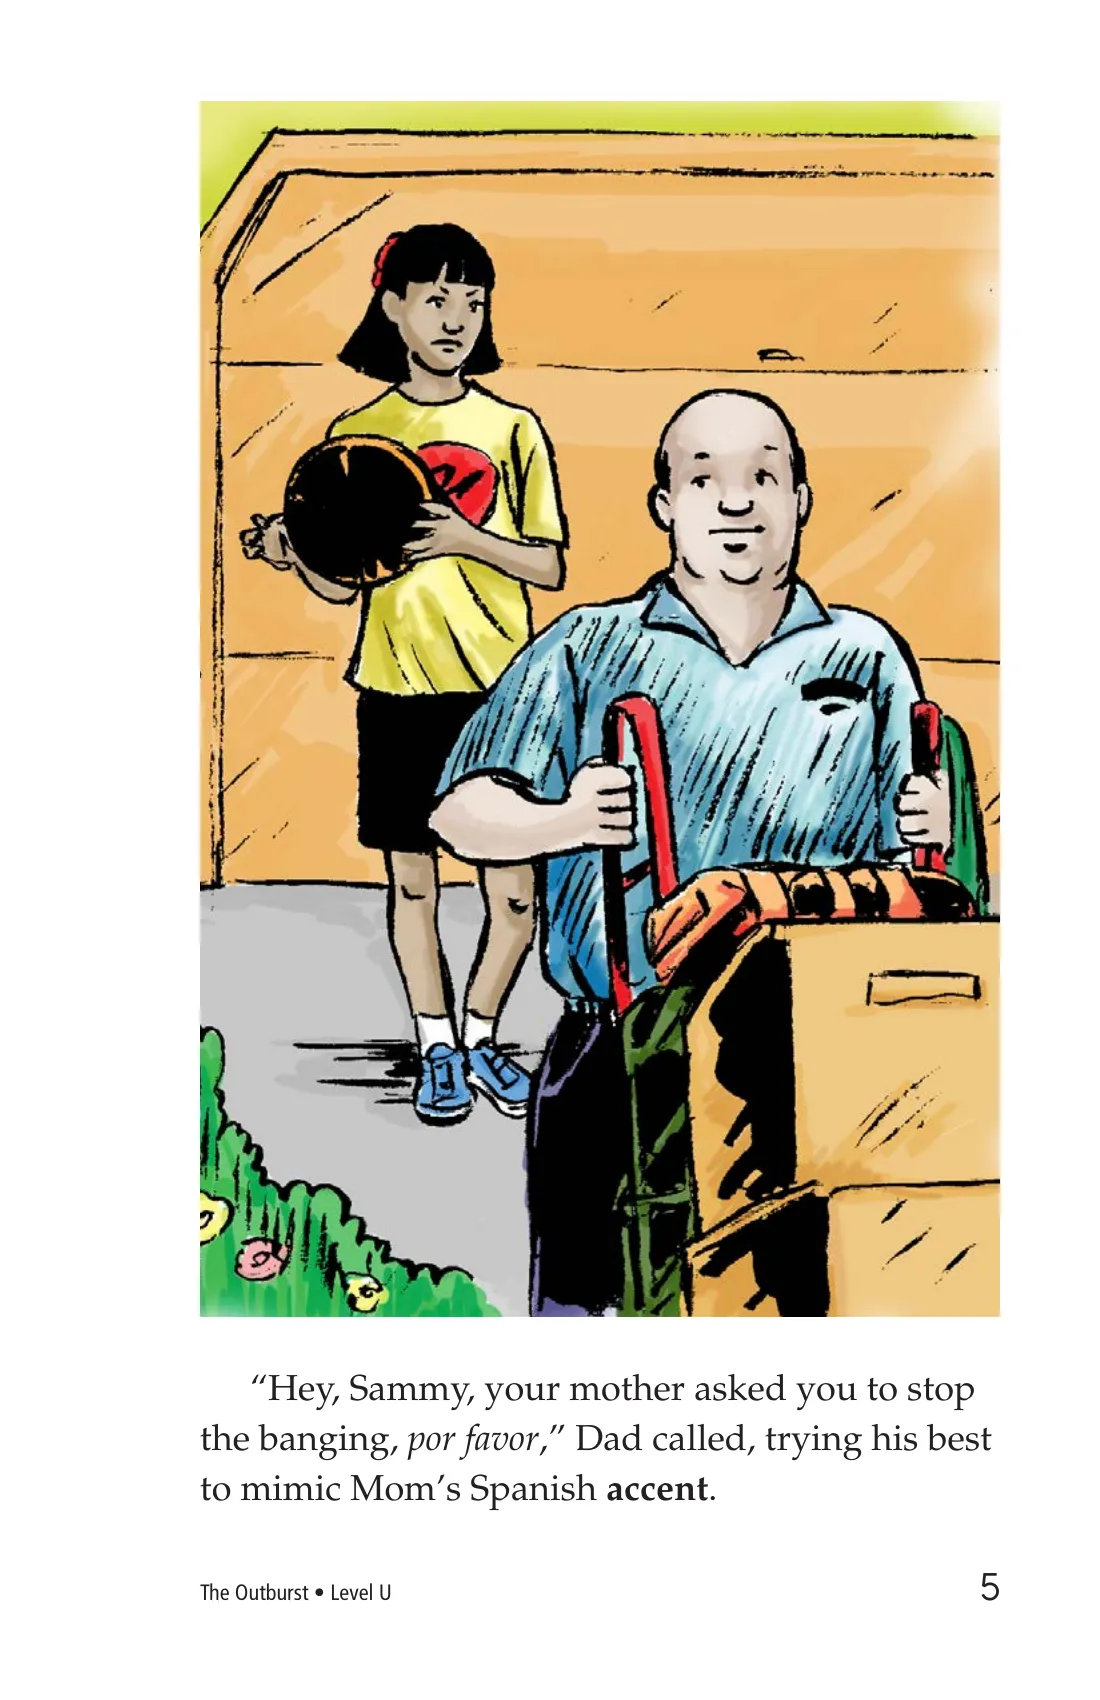 “Hey, Sammy, your mother asked you to stop
the banging, por favor,” Dad called, trying his best
to mimic Mom’s Spanish accent.
The Outburst • Level U
5